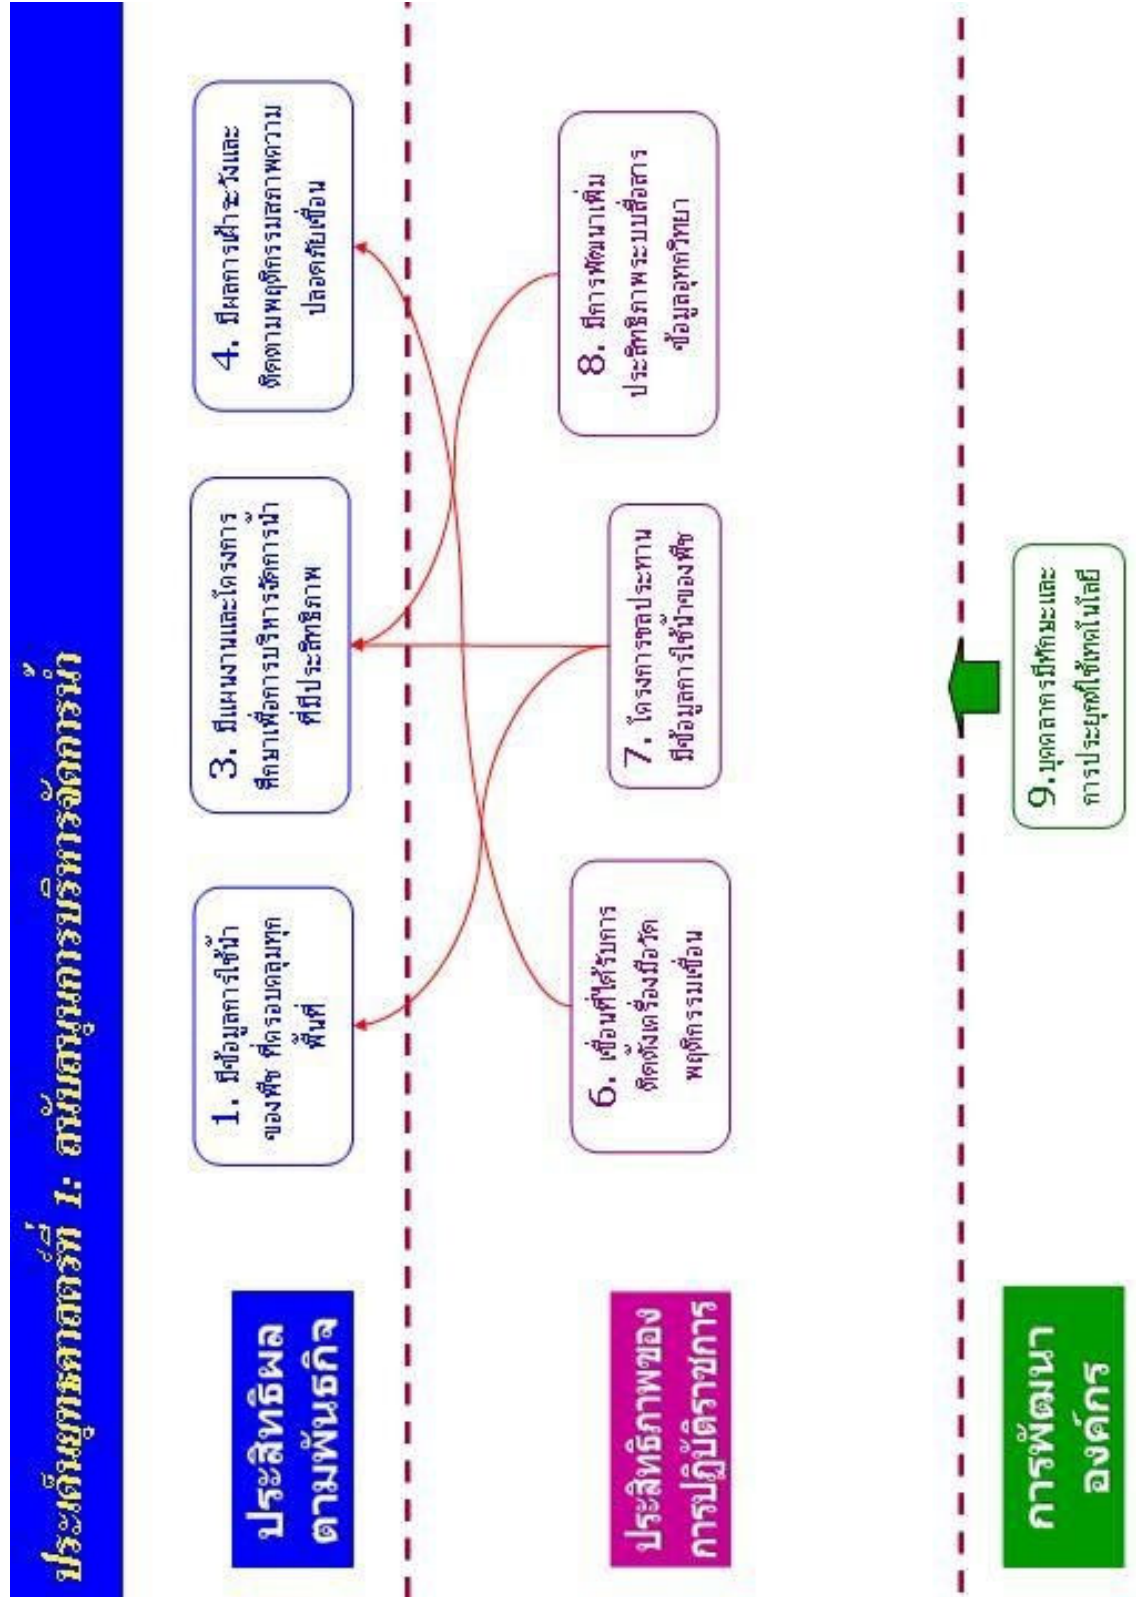 ประเด็นยุทธศาสตร์ที่ 1: สนับสนุนการบริหารจัดการน้ำ
ประสิทธิผล
ตามพันธกิจ
1. มีข้อมูลการใช้น้ำ
ของพืช ที่ครอบคลุมทุก
พื้นที่
3. มีแผนงานและโครงการ
ศึกษาเพื่อการบริหารจัดการน้ำ
ที่มีประสิทธิภาพ
4. มีผลการเฝ้าระวังและ
ติดตามพฤติกรรมสภาพความ
ปลอดภัยเขื่อน
ประสิทธิภาพของ
การปฏิบัติราชการ
6. เขื่อนที่ได้รับการ
ติดตั้งเครื่องมือวัด
พฤติกรรมเขื่อน
7. โครงการชลประทาน
มีข้อมูลการใช้น้ำของพืช
8. มีการพัฒนาเพิ่ม
ประสิทธิภาพระบบสื่อสาร
ข้อมูลอุทกวิทยา
การพัฒนา
องค์กร
9.บุคคลากรมีทักษะและ
การประยุกต์ใช้เทคโนโลยี